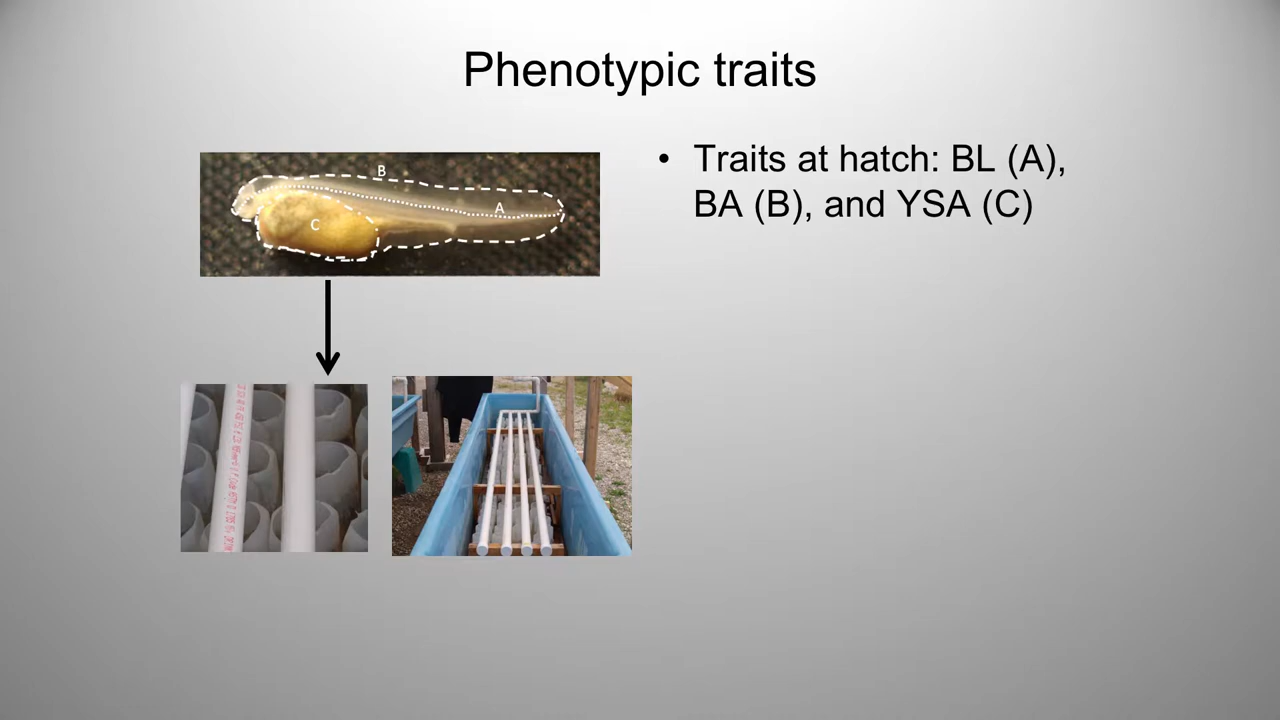 Phenotypic traits
• Traits at hatch: BL (A),
BA (B), and YSA (C)
B
A
C